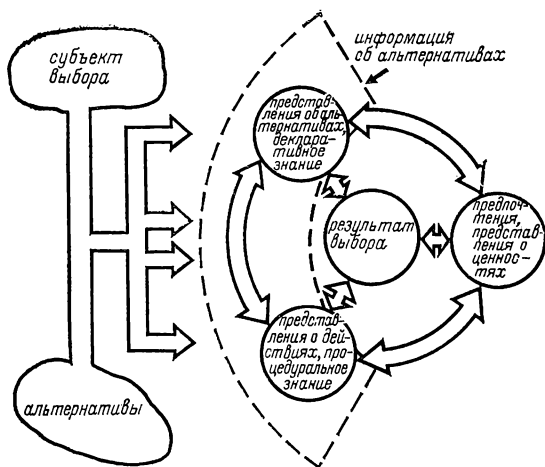 субъект
выбора
информация
об альтернативах
представ-
ления об аль-
тернативах,
деклара-
тивное
знание
результат
выбора
предпоч-
тения,
представ-
ления о
ценнос-
тях
представ-
ления о дей-
ствиях, про-
цедуральное
знание
альтернативы